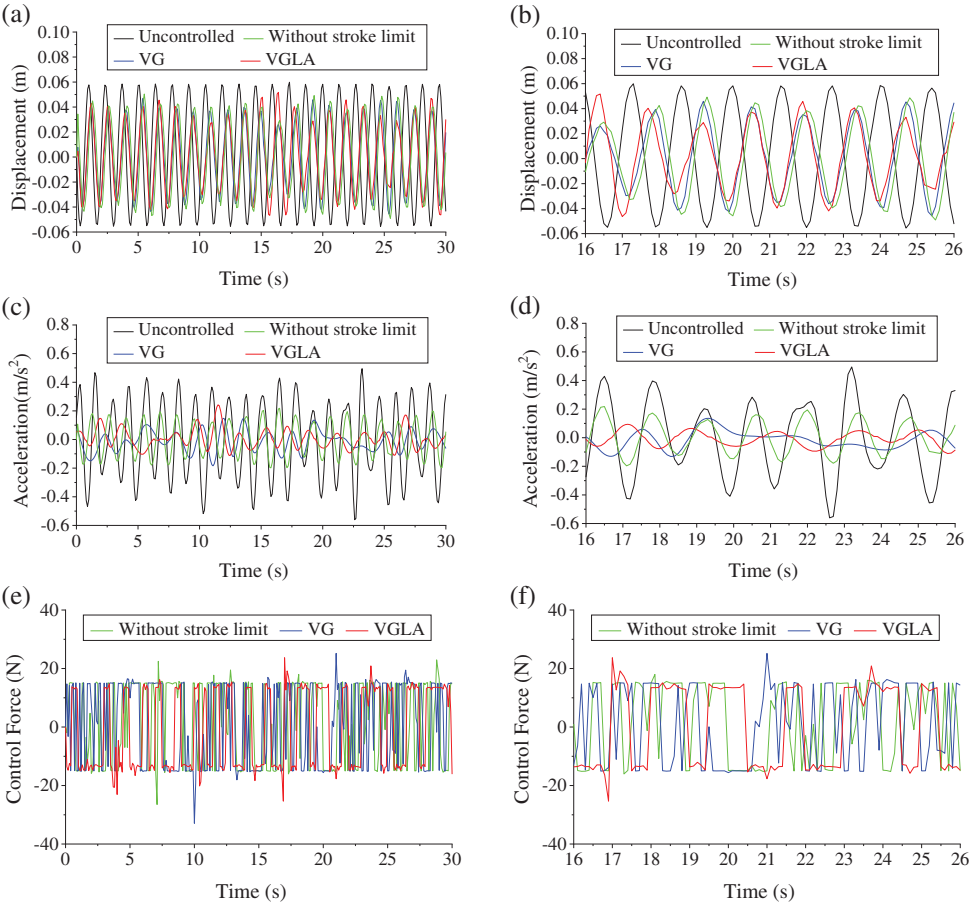 (a)
0.10
0.08
0.06
0.04
0.02
0.00
-0.02
-0.04
0.06
Displacement (m)
Uncontrolled Without stroke limit
VG VGLA
0 5 10 15 20 25 30
Time (s)
(b)
0.10
0.08
0.06
0.04
0.02
0.00
-0.02
-0.04
0.06
Displacement (m)
Uncontrolled Without stroke limit
VG VGLA
16 17 18 19 20 21 22 23 24 25 26
Time (s)
(c)
0.8
0.6
0.4
0.2
0.0
-0.2
-0.4
-0.6
Acceleration(m/s²)
Uncontrolled Without stroke limit
VG VGLA
0 5 10 15 20 25 30
Time (s)
(d)
0.8
0.6
0.4
0.2
0.0
-0.2
-0.4
-0.6
Acceleration (m/s²)
Uncontrolled Without stroke limit
VG VGLA
16 17 18 19 20 21 22 23 24 25 26
Time (s)
(e)
40
20
0
-20
-40
Control Force (N)
Without stroke limit VG VGLA
0 5 10 15 20 25 30
Time (s)
(f)
40
20
0
-20
-40
Control Force (N)
Without stroke limit VG VGLA
16 17 18 19 20 21 22 23 24 25 26
Time (s)